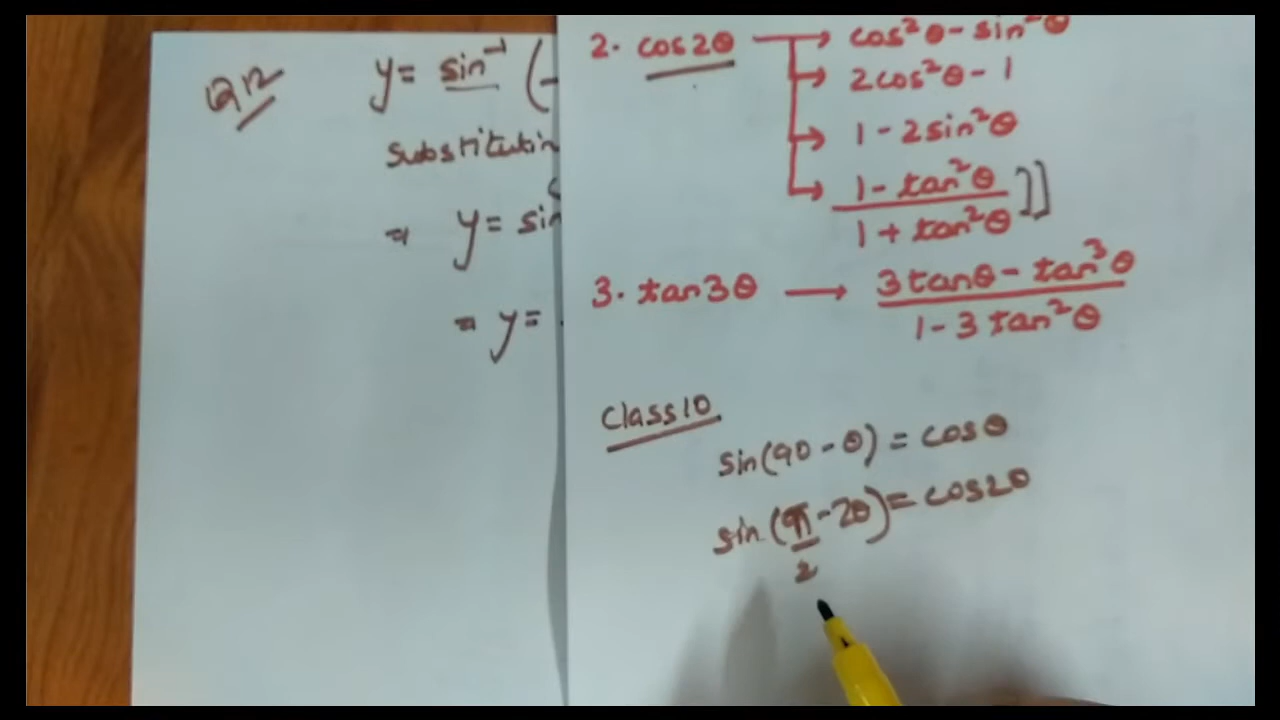 Q12 y = sin⁻¹ (
Substitutin
⇒ y = sin
⇒ y =
2. cos2θ → cos²θ - sin²θ
→ 2cos²θ - 1
→ 1 - 2sin²θ
→ 1 - tan²θ ]]
1 + tan²θ
3. tan3θ → 3tanθ - tan³θ
1 - 3tan²θ
Class10
sin(90 - θ) = cosθ
sin(π/2 - 2θ) = cos2θ